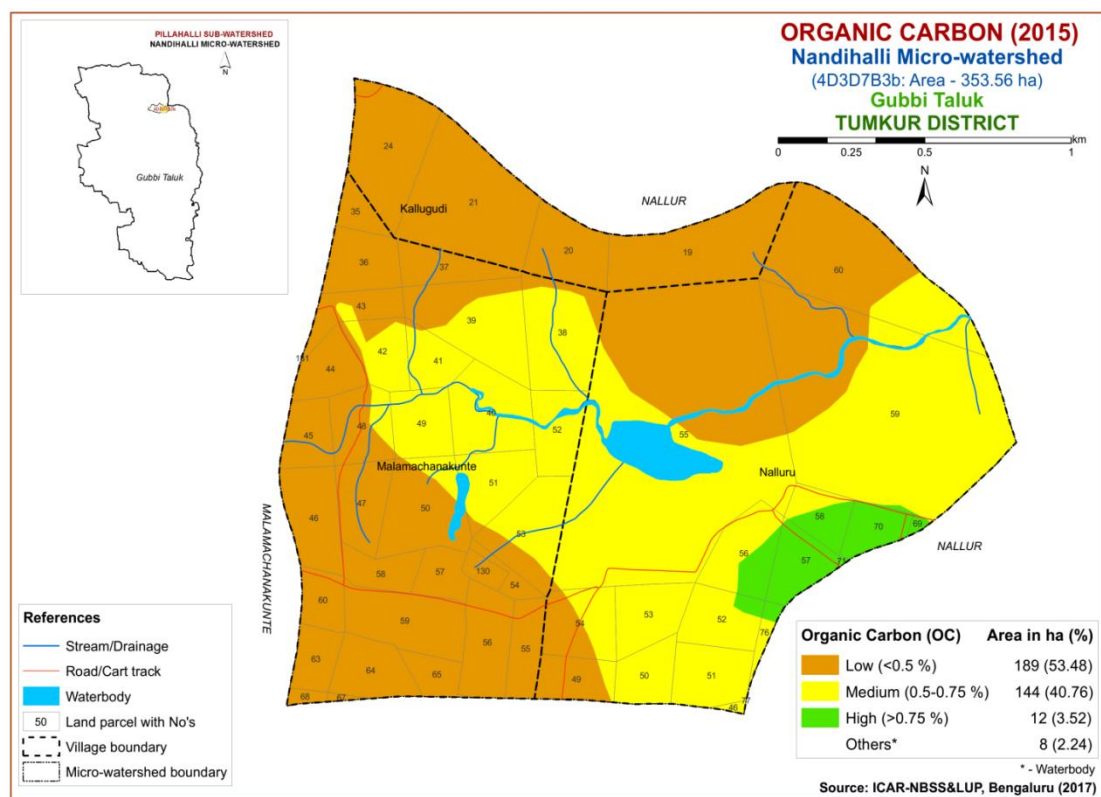 PILLAHALLI SUB-WATERSHED
NANDIHALLI MICRO-WATERSHED
N
Gubbi Taluk
ORGANIC CARBON (2015)
Nandihalli Micro-watershed
(4D3D7B3b: Area - 353.56 ha)
Gubbi Taluk
TUMKUR DISTRICT
km
0 0.25 0.5 1
N
24
21
Kallugudi
NALLUR
35
20
19
60
36
37
43
39
38
42
41
44
59
45
48
49
40
52
55
Malamachanakunte
Nalluru
51
47
50
46
53
58
70
69
NALLUR
56
57
71
MALAMACHANAKUNTE
58
57
130
54
60
59
54
53
52
76
56
55
63
64
65
49
50
51
68
67
46
77
References
Stream/Drainage
Road/Cart track
Waterbody
50 Land parcel with No's
Village boundary
Micro-watershed boundary
Organic Carbon (OC) Area in ha (%)
Low (<0.5 %) 189 (53.48)
Medium (0.5-0.75 %) 144 (40.76)
High (>0.75 %) 12 (3.52)
Others* 8 (2.24)
* - Waterbody
Source: ICAR-NBSS&LUP, Bengaluru (2017)